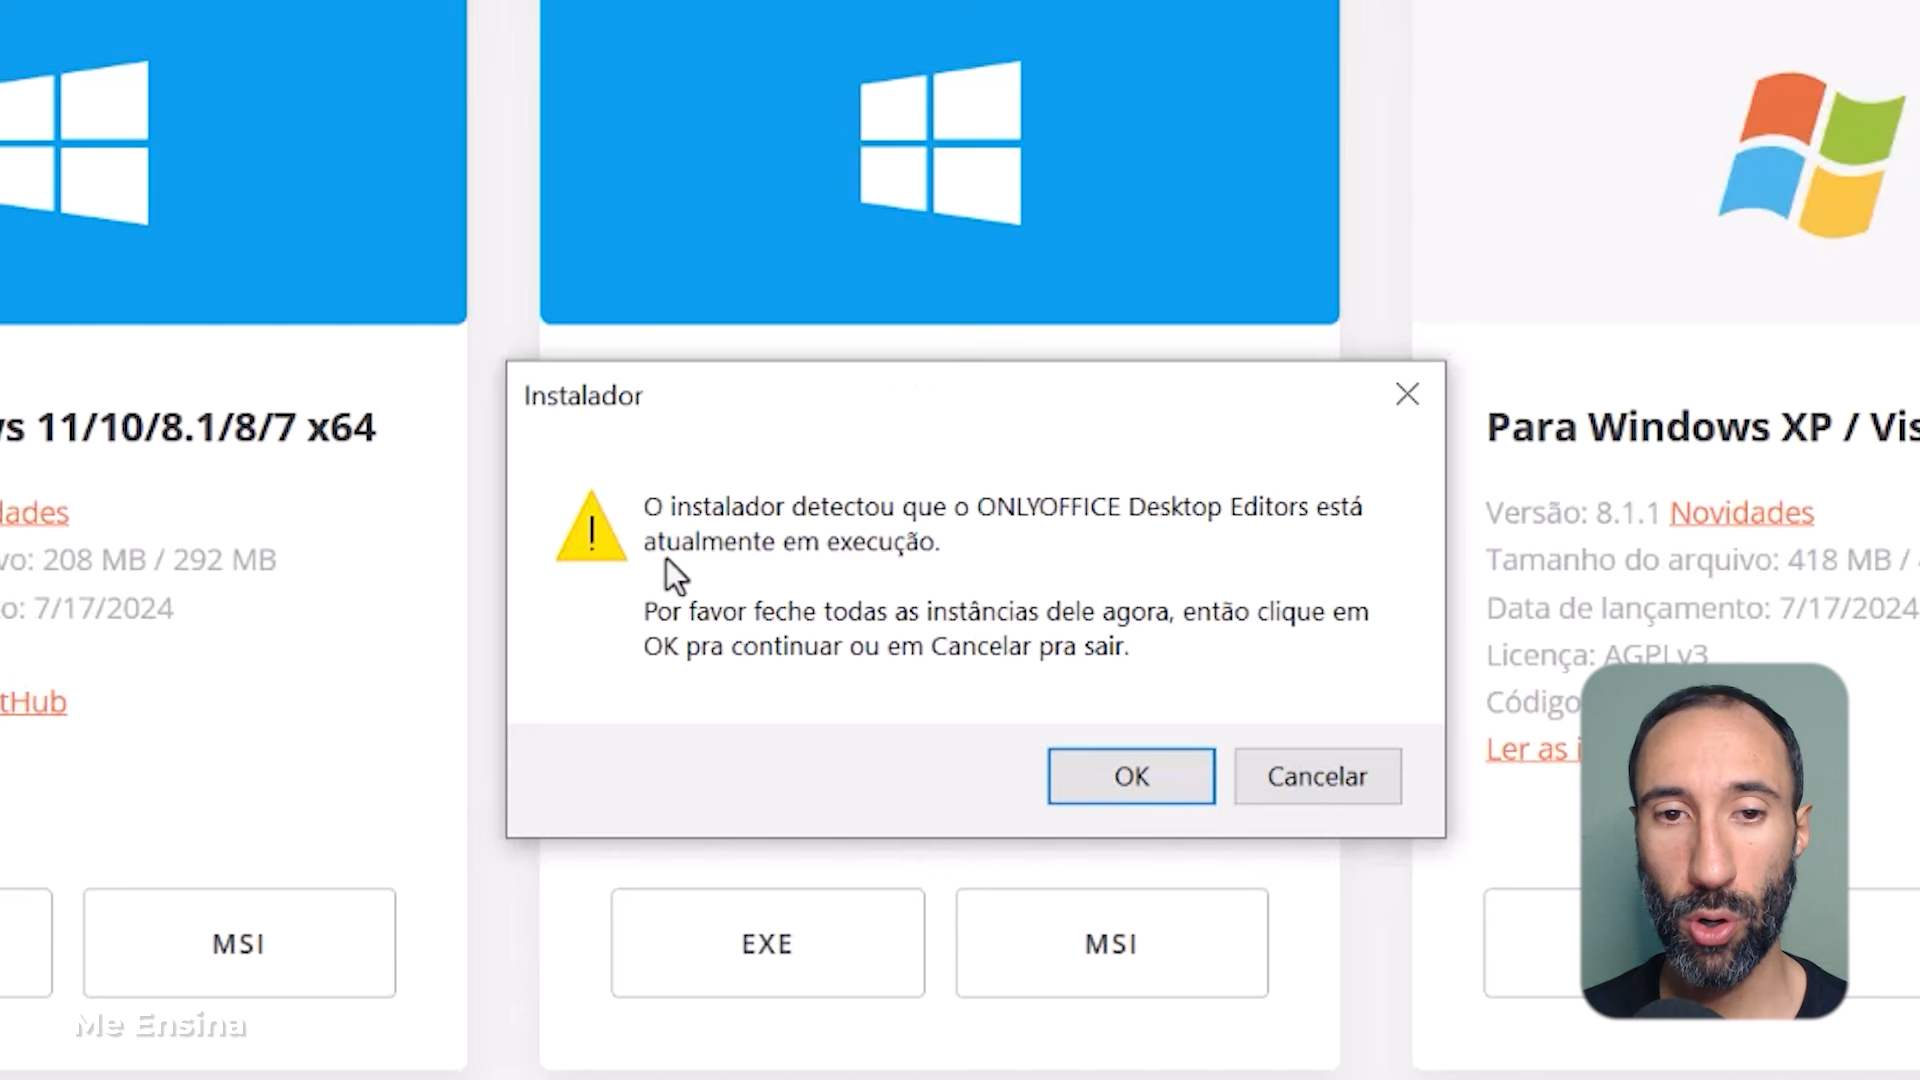 s 11/10/8.1/8/7 x64
dades
vo: 208 MB / 292 MB
o: 7/17/2024
tHub
MSI
Instalador
O instalador detectou que o ONLYOFFICE Desktop Editors está
atualmente em execução.
Por favor feche todas as instâncias dele agora, então clique em
OK pra continuar ou em Cancelar pra sair.
OK
Cancelar
EXE
MSI
Para Windows XP / Vis
Versão: 8.1.1 Novidades
Tamanho do arquivo: 418 MB /
Data de lançamento: 7/17/2024
Licença: AGPLv3
Código
Ler as i
Me Ensina